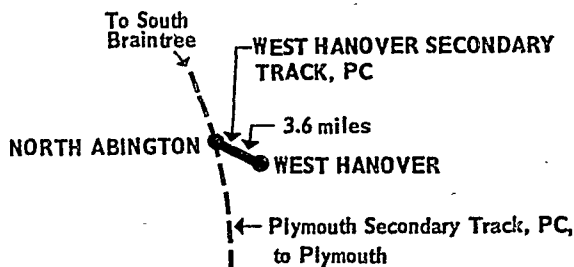 To South
Braintree
WEST HANOVER SECONDARY
TRACK, PC
3.6 miles
NORTH ABINGTON
WEST HANOVER
Plymouth Secondary Track, PC,
to Plymouth